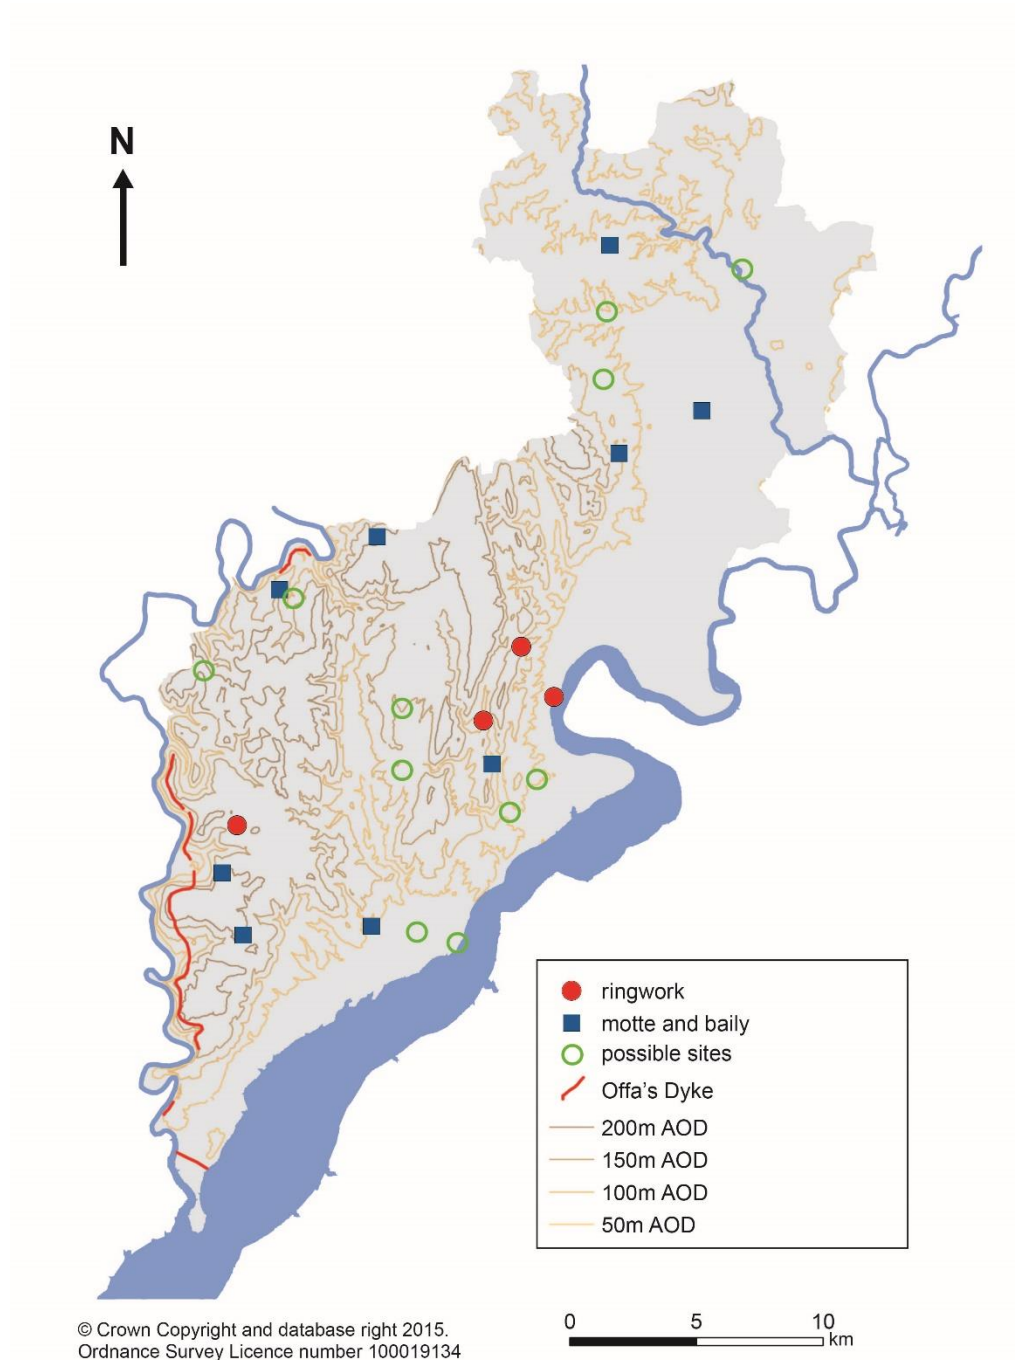 N
ringwork
motte and baily
possible sites
Offa's Dyke
200m AOD
150m AOD
100m AOD
50m AOD
0 5 10
km
© Crown Copyright and database right 2015.
Ordnance Survey Licence number 100019134